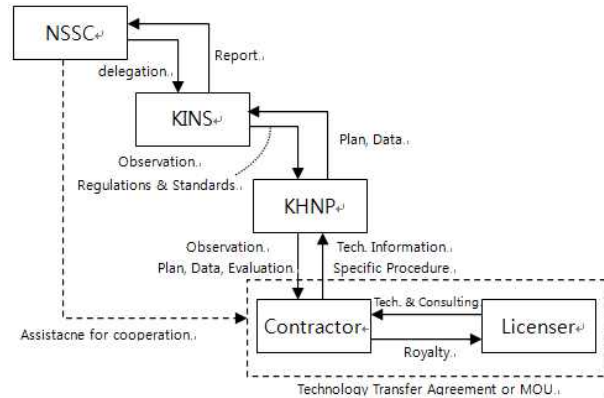 NSSC
Report.
delegation.
KINS
Plan, Data.
Observation.
Regulations & Standards.
KHNP
Observation.
Tech. Information.
Plan, Data, Evaluation.
Specific Procedure.
Tech. & Consulting.
Contractor
Licenser
Assistacne for cooperation.
Royalty.
Technology Transfer Agreement or MOU.